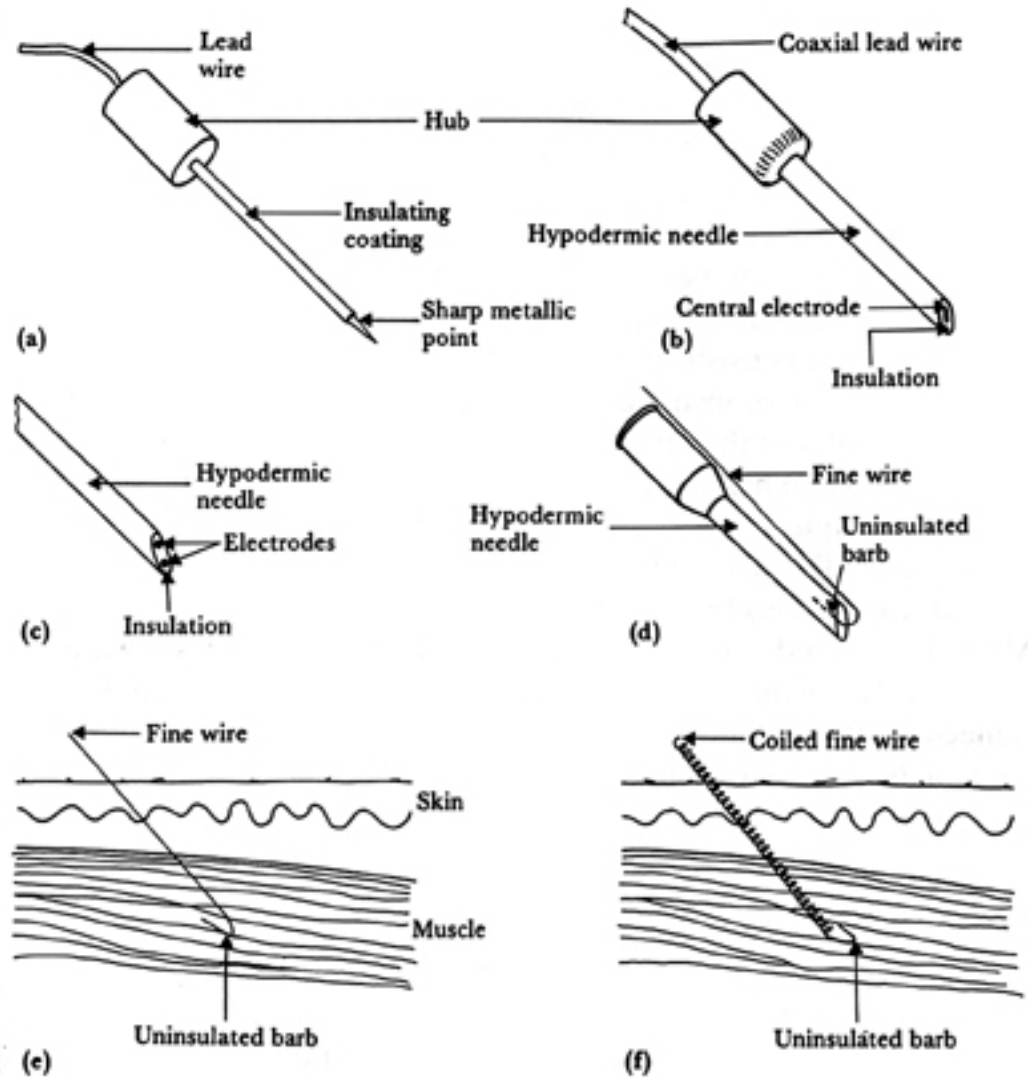 Lead
wire
Coaxial lead wire
Hub
Insulating
coating
Hypodermic needle
Sharp metallic
point
Central electrode
(a)
(b)
Insulation
Hypodermic
needle
Electrodes
Insulation
(c)
Fine wire
Hypodermic
needle
Uninsulated
barb
(d)
Fine wire
Skin
Muscle
Uninsulated barb
(e)
Coiled fine wire
Uninsulated barb
(f)